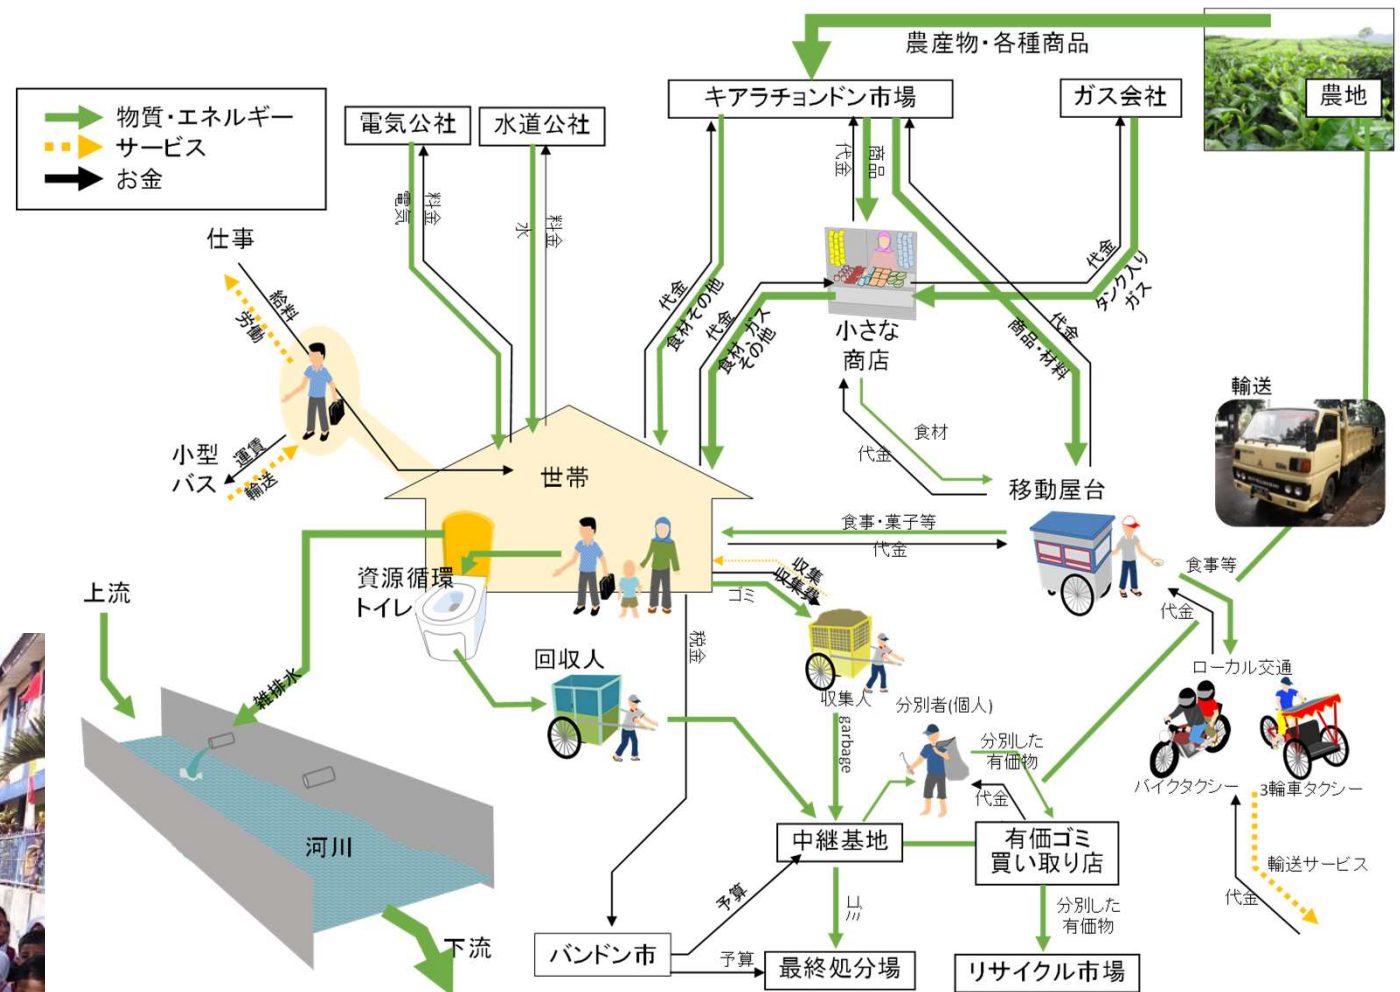 農産物・各種商品
キアラチョンドン市場
ガス会社
農地
物質・エネルギー
サービス
お金
電気公社
水道公社
電気
料金
水
料金
代金
商品
代金
タンク入り
ガス
仕事
給料
労働
代金
食材その他
代金
食材、ガス
その他
小さな
商店
代金
商品・材料
輸送
小型
バス
運賃
輸送
世帯
食材
代金
移動屋台
食事・菓子等
代金
資源循環
トイレ
収集
収集費
ゴミ
食事等
代金
上流
税金
回収人
収集人
ローカル交通
雑排水
分別者(個人)
garbage
分別した
有価物
代金
バイクタクシー
3輪車タクシー
河川
中継基地
有価ゴミ
買い取り店
輸送サービス
代金
予算
ゴミ
分別した
有価物
下流
バンドン市
予算
最終処分場
リサイクル市場